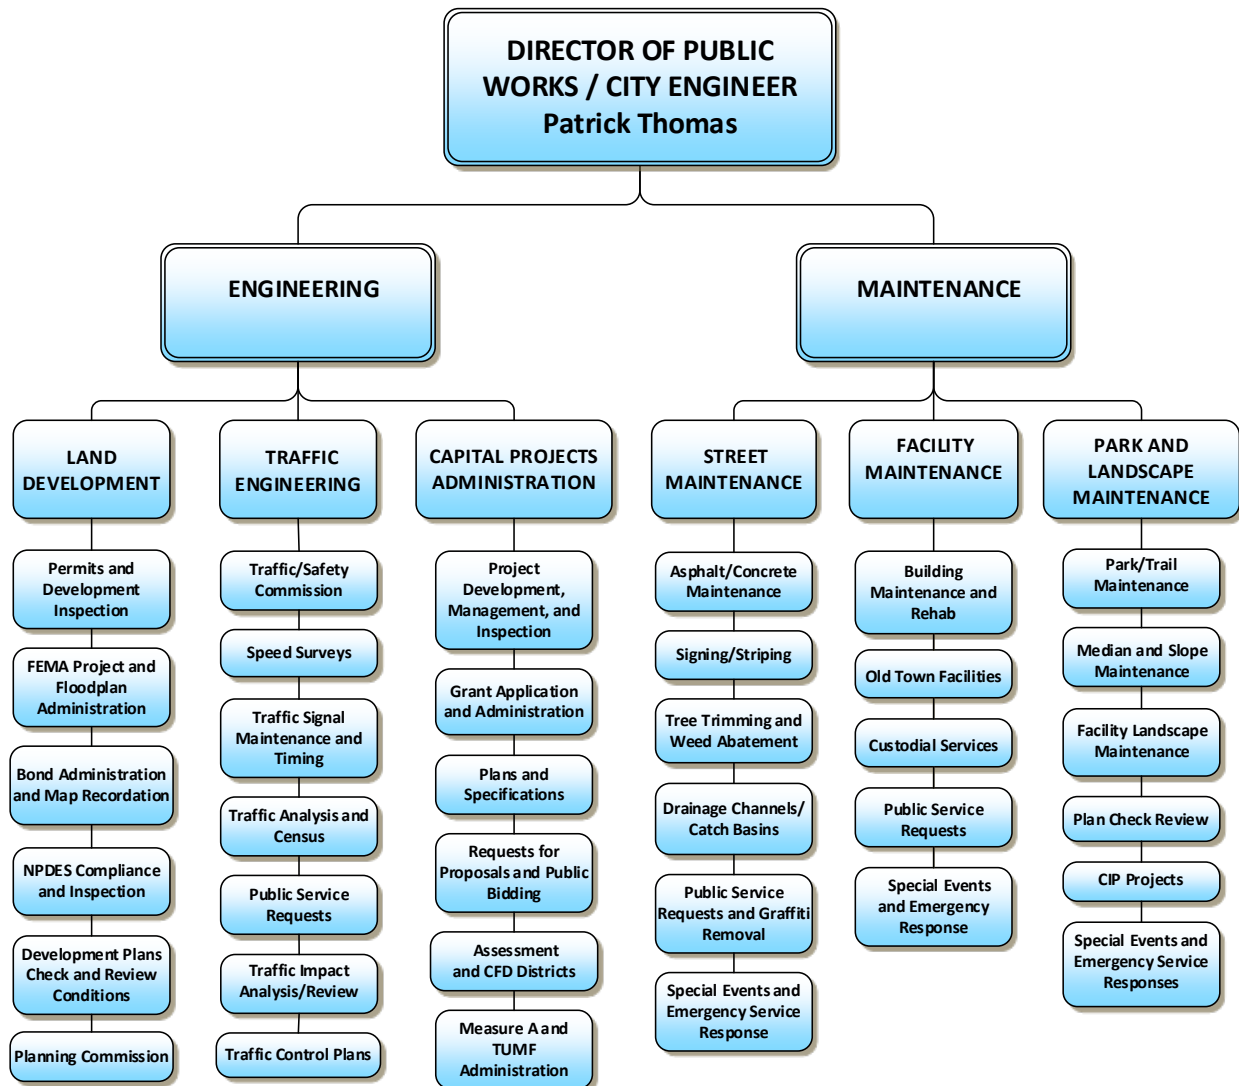 DIRECTOR OF PUBLIC
WORKS / CITY ENGINEER
Patrick Thomas
ENGINEERING
MAINTENANCE
LAND
DEVELOPMENT
TRAFFIC
ENGINEERING
CAPITAL PROJECTS
ADMINISTRATION
STREET
MAINTENANCE
FACILITY
MAINTENANCE
PARK AND
LANDSCAPE
MAINTENANCE
Permits and
Development
Inspection
FEMA Project and
Floodplan
Administration
Bond Administration
and Map Recordation
NPDES Compliance
and Inspection
Development Plans
Check and Review
Conditions
Planning Commission
Traffic/Safety
Commission
Speed Surveys
Traffic Signal
Maintenance and
Timing
Traffic Analysis and
Census
Public Service
Requests
Traffic Impact
Analysis/Review
Traffic Control Plans
Project
Development,
Management, and
Inspection
Grant Application
and Administration
Plans and
Specifications
Requests for
Proposals and Public
Bidding
Assessment
and CFD Districts
Measure A and
TUMF
Administration
Asphalt/Concrete
Maintenance
Signing/Striping
Tree Trimming and
Weed Abatement
Drainage Channels/
Catch Basins
Public Service
Requests and Graffiti
Removal
Special Events and
Emergency Service
Response
Building
Maintenance and
Rehab
Old Town Facilities
Custodial Services
Public Service
Requests
Special Events
and Emergency
Response
Park/Trail
Maintenance
Median and Slope
Maintenance
Facility Landscape
Maintenance
Plan Check Review
CIP Projects
Special Events and
Emergency Service
Responses